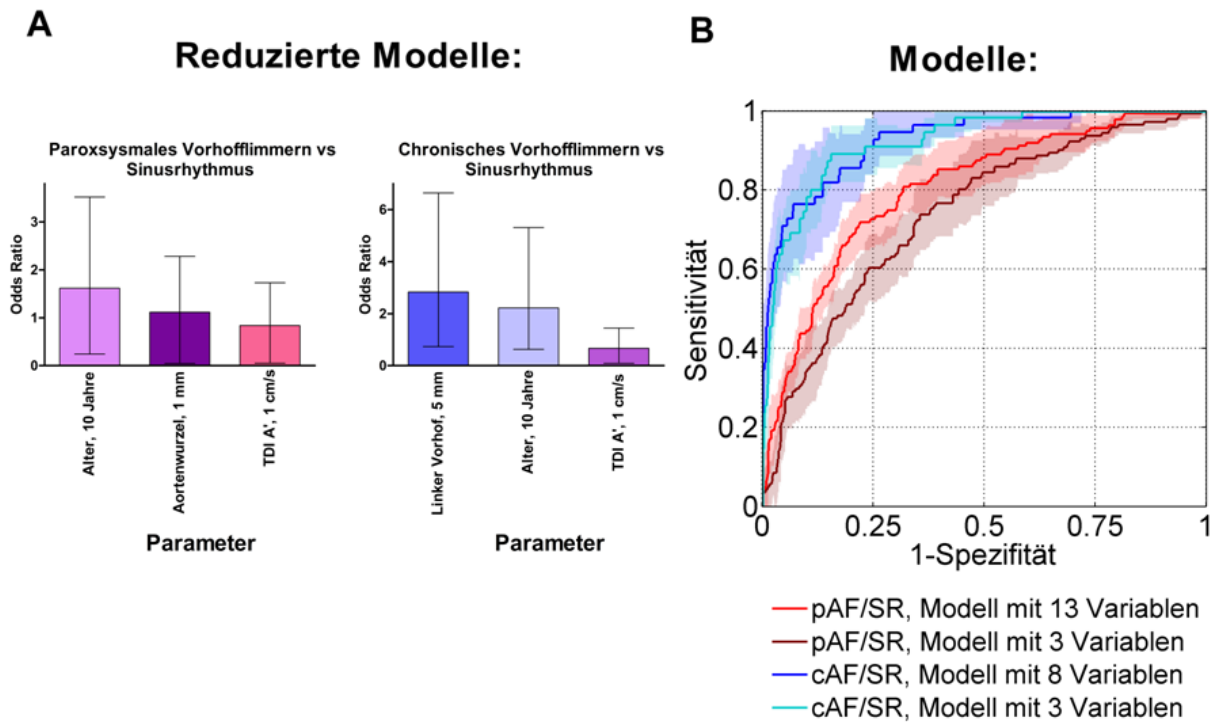 A
Reduzierte Modelle:
Paroxsysmales Vorhofflimmern vs
Sinusrhythmus
Odds Ratio
3
2
1
0
Alter, 10 Jahre
Aortenwurzel, 1 mm
TDI A', 1 cm/s
Parameter
Chronisches Vorhofflimmern vs
Sinusrhythmus
Odds Ratio
6
4
2
0
Linker Vorhof, 5 mm
Alter, 10 Jahre
TDI A', 1 cm/s
Parameter
B
Modelle:
Sensitivität
1
0.8
0.6
0.4
0.2
0
0 0.25 0.5 0.75 1
1-Spezifität
pAF/SR, Modell mit 13 Variablen
pAF/SR, Modell mit 3 Variablen
cAF/SR, Modell mit 8 Variablen
cAF/SR, Modell mit 3 Variablen